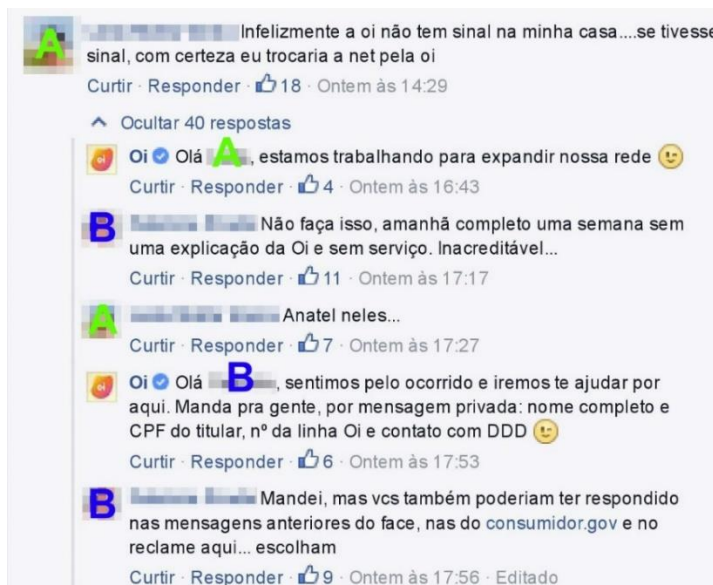 A Infelizmente a oi não tem sinal na minha casa....se tivesse
sinal, com certeza eu trocaria a net pela oi
Curtir · Responder · 18 · Ontem às 14:29
Ocultar 40 respostas
oi Oi Olá A, estamos trabalhando para expandir nossa rede
Curtir · Responder · 4 · Ontem às 16:43
B Não faça isso, amanhã completo uma semana sem
uma explicação da Oi e sem serviço. Inacreditável...
Curtir · Responder · 11 · Ontem às 17:17
A Anatel neles...
Curtir · Responder · 7 · Ontem às 17:27
oi Oi Olá B, sentimos pelo ocorrido e iremos te ajudar por
aqui. Manda pra gente, por mensagem privada: nome completo e
CPF do titular, nº da linha Oi e contato com DDD
Curtir · Responder · 6 · Ontem às 17:53
B Mandei, mas vcs também poderiam ter respondido
nas mensagens anteriores do face, nas do consumidor.gov e no
reclame aqui... escolham
Curtir · Responder · 9 · Ontem às 17:56 · Editado